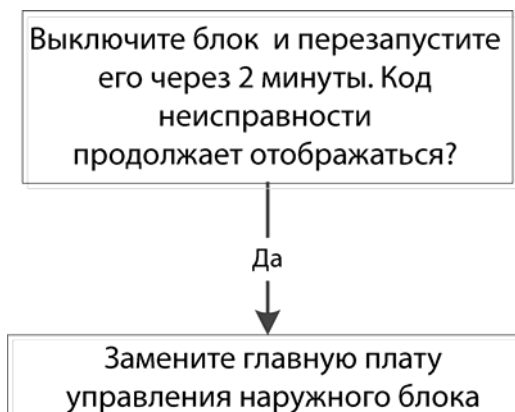 Выключите блок и перезапустите
его через 2 минуты. Код
неисправности
продолжает отображаться?
Да
Замените главную плату
управления наружного блока